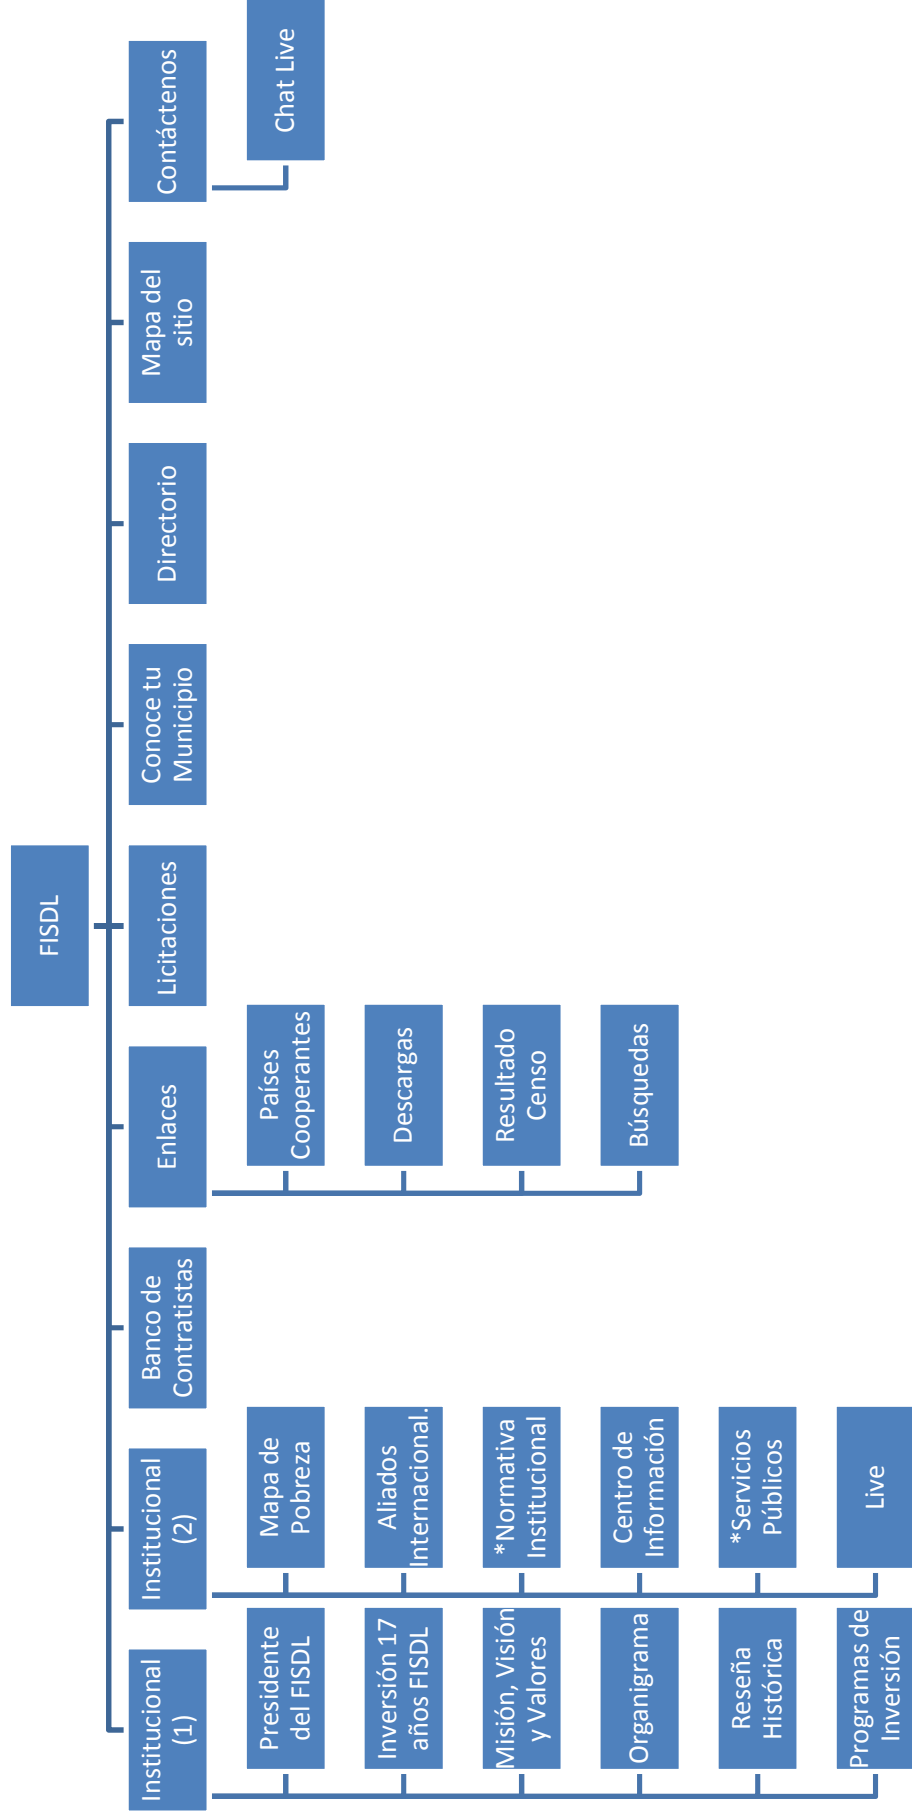 FISDL
Institucional
(1)
Presidente
del FISDL
Inversión 17
años FISDL
Misión, Visión
y Valores
Organigrama
Reseña
Histórica
Programas de
Inversión
Institucional
(2)
Mapa de
Pobreza
Aliados
Internacional.
*Normativa
Institucional
Centro de
Información
*Servicios
Públicos
Live
Banco de
Contratistas
Enlaces
Países
Cooperantes
Descargas
Resultado
Censo
Búsquedas
Licitaciones
Conoce tu
Municipio
Directorio
Mapa del
sitio
Contáctenos
Chat Live